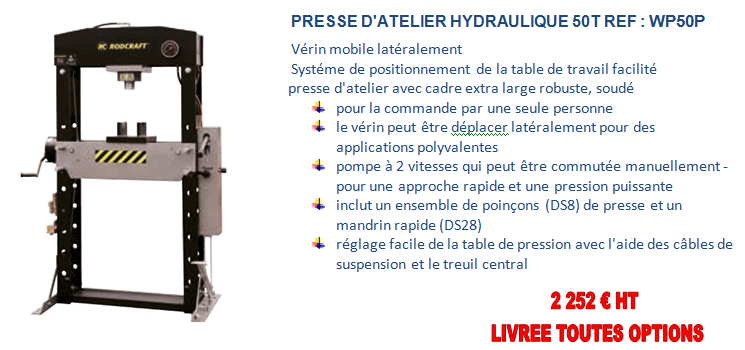 PRESSE D'ATELIER HYDRAULIQUE 50T REF : WP50P
Vérin mobile latéralement
Systéme de positionnement de la table de travail facilité
presse d'atelier avec cadre extra large robuste, soudé
pour la commande par une seule personne
le vérin peut être déplacer latéralement pour des
applications polyvalentes
pompe à 2 vitesses qui peut être commutée manuellement -
pour une approche rapide et une pression puissante
inclut un ensemble de poinçons (DS8) de presse et un
mandrin rapide (DS28)
réglage facile de la table de pression avec l'aide des câbles de
suspension et le treuil central
2 252 € HT
LIVREE TOUTES OPTIONS
RC RODCRAFT